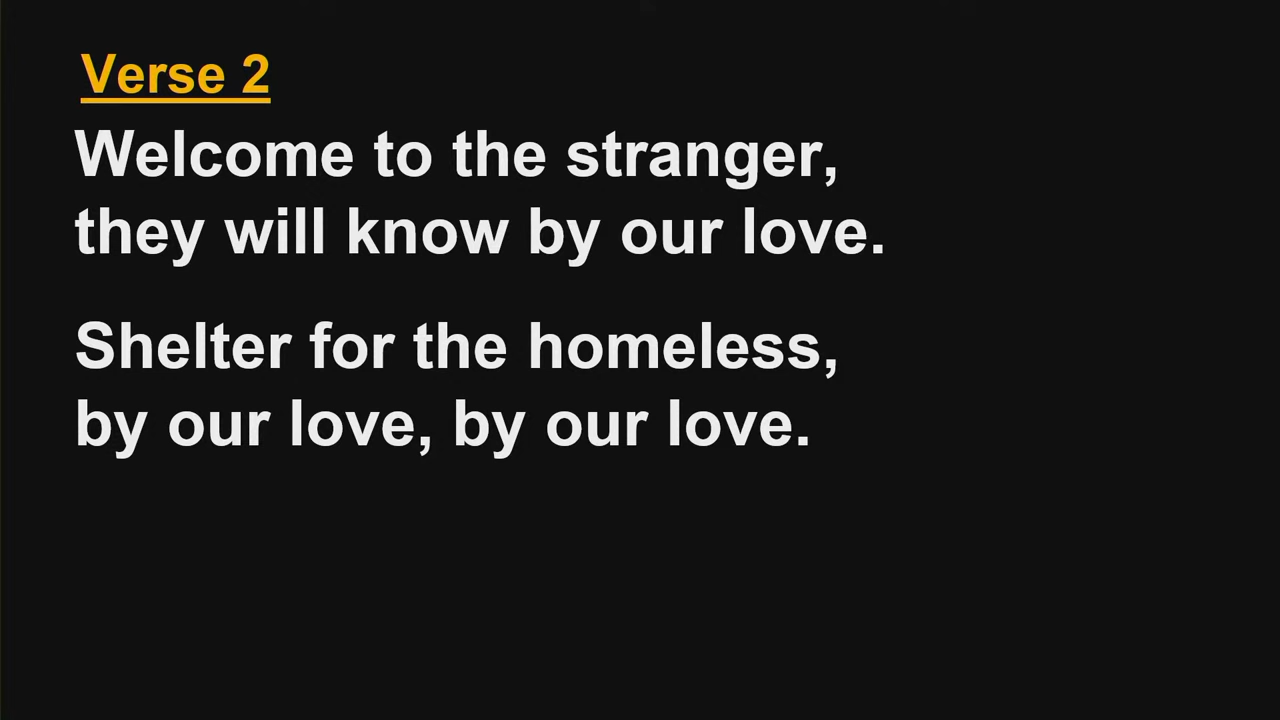 Verse 2
Welcome to the stranger,
they will know by our love.
Shelter for the homeless,
by our love, by our love.